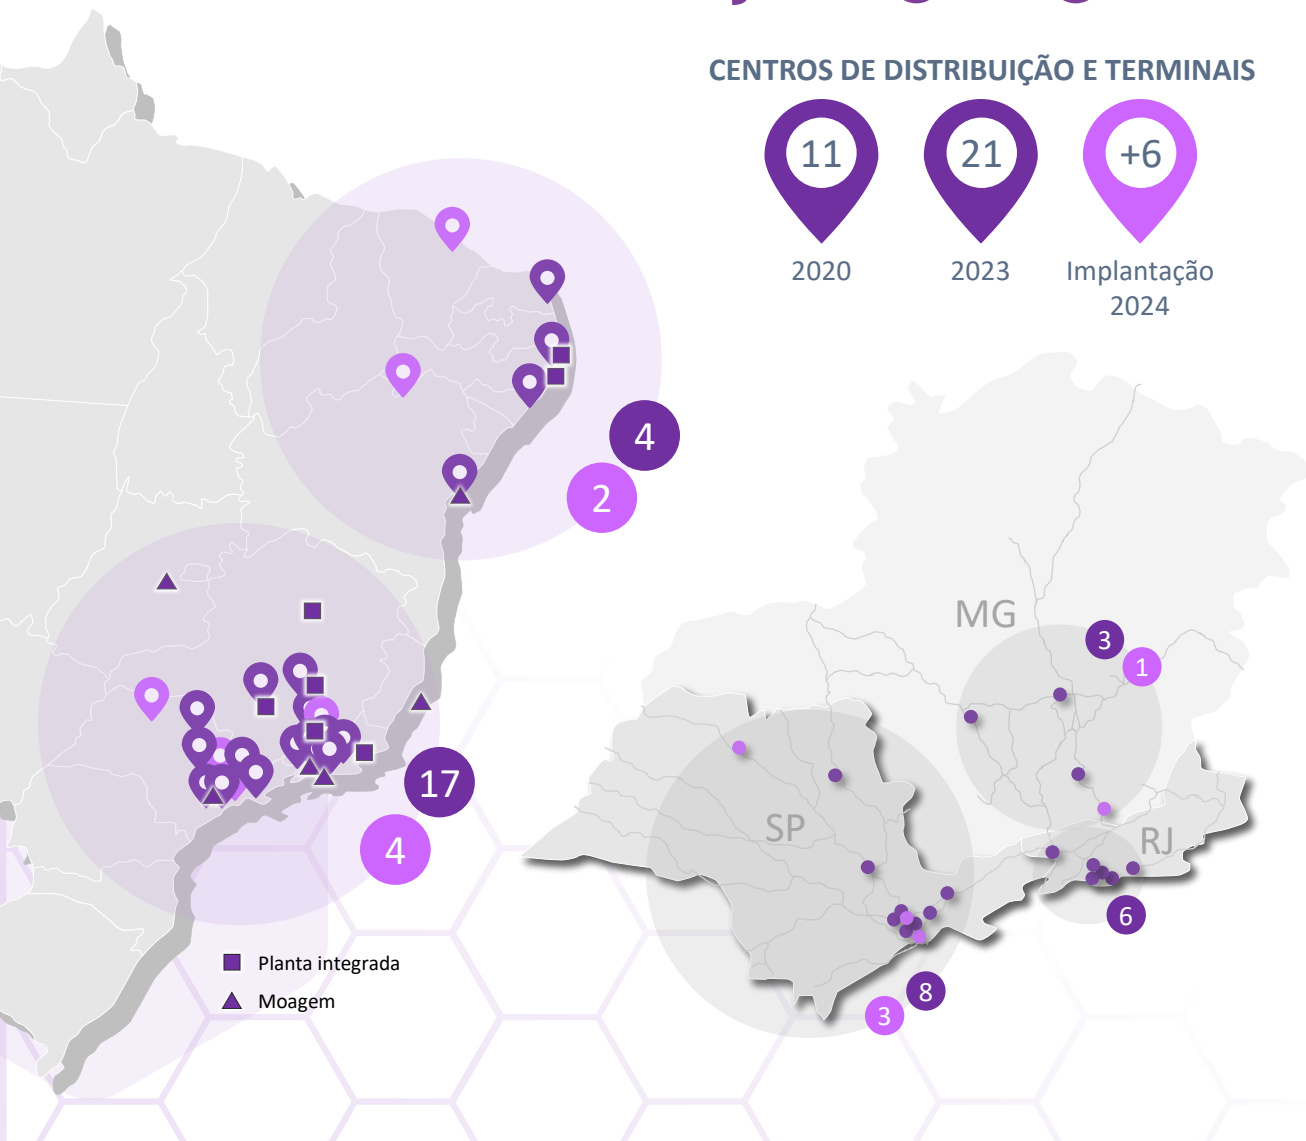 CENTROS DE DISTRIBUIÇÃO E TERMINAIS
11
21
+6
2020
2023
Implantação
2024
4
2
17
4
Planta integrada
Moagem
MG
3
1
SP
RJ
6
8
3